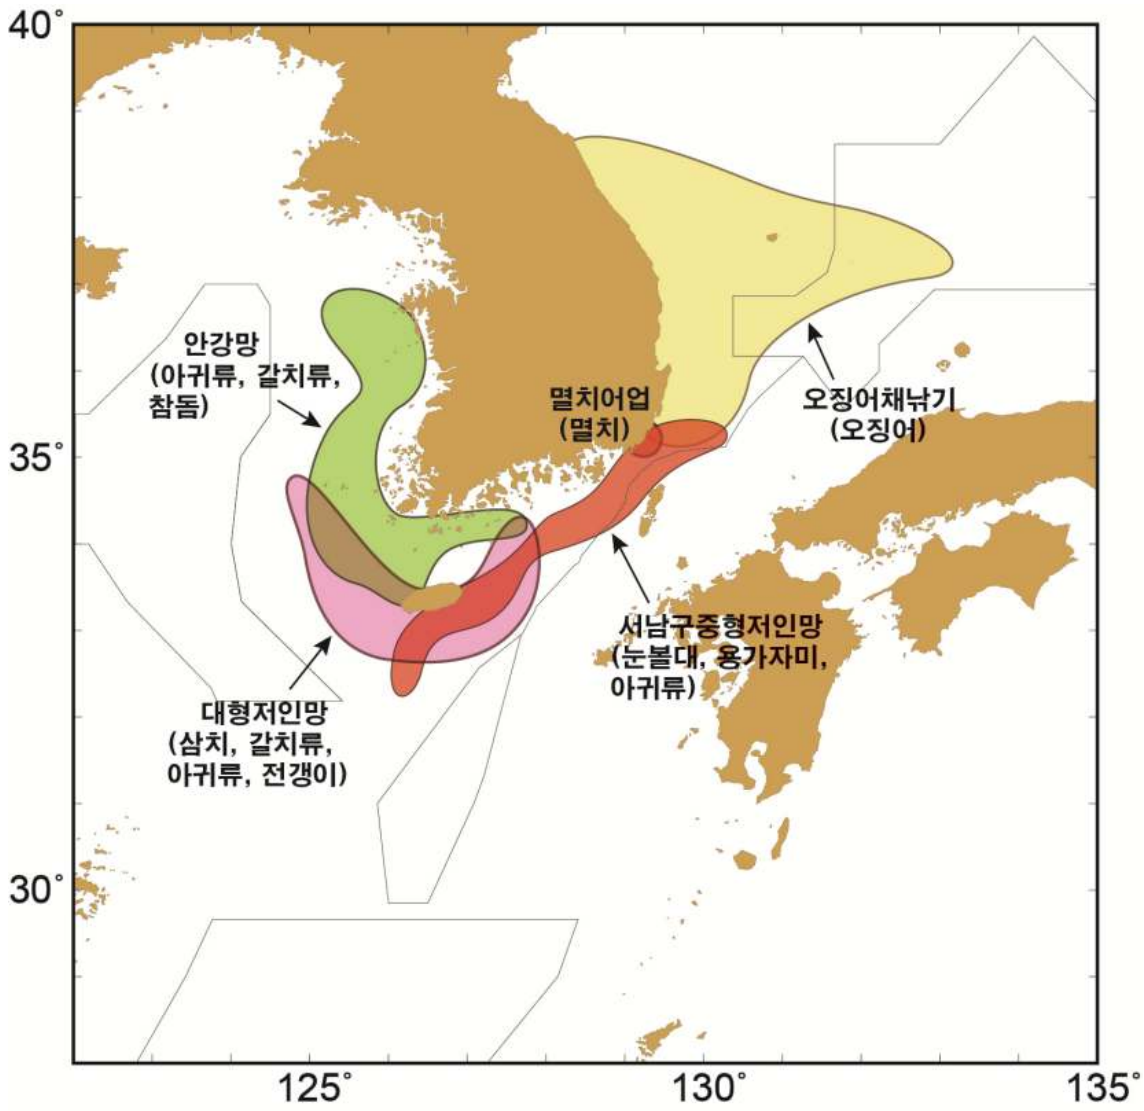 40°
안강망
(아귀류, 갈치류,
참돔)
멸치어업
(멸치)
오징어채낚기
(오징어)
35°
서남구중형저인망
(눈볼대, 용가자미,
아귀류)
대형저인망
(삼치, 갈치류,
아귀류, 전갱이)
30°
125°
130°
135°